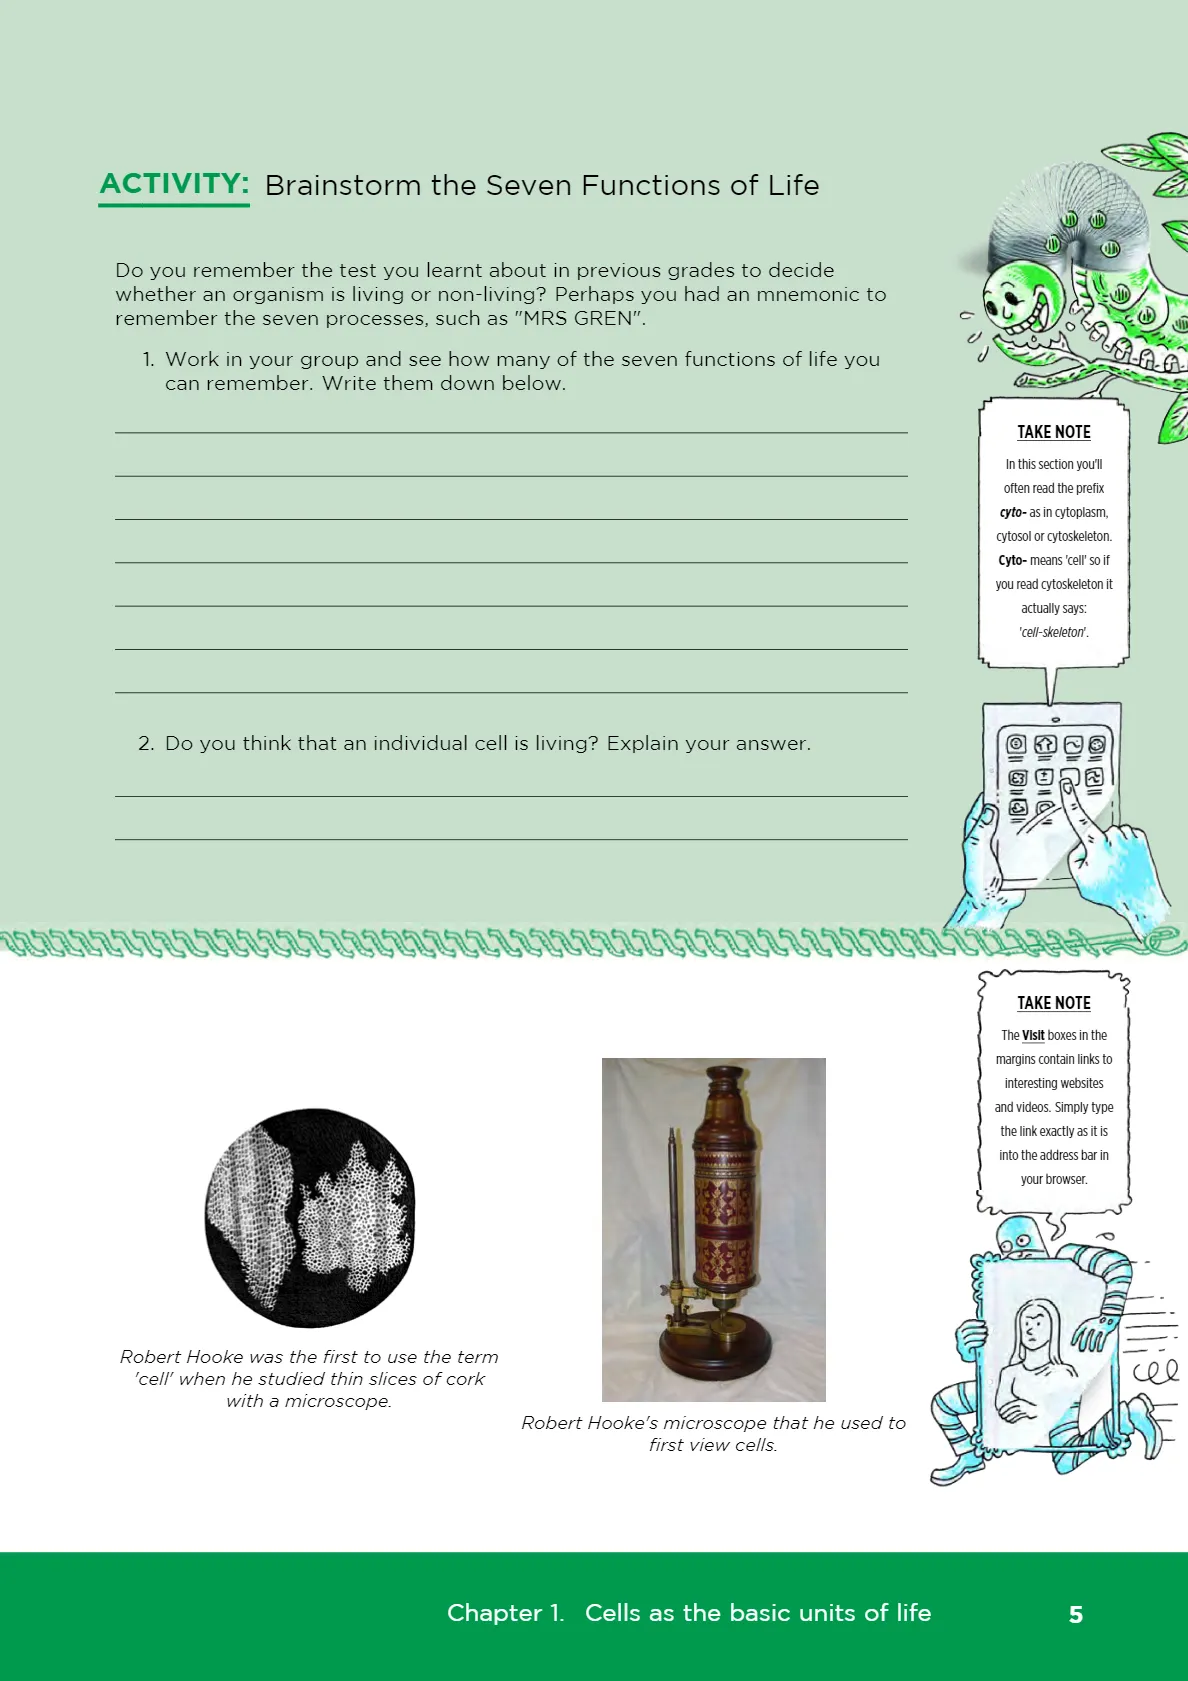 ACTIVITY: Brainstorm the Seven Functions of Life
Do you remember the test you learnt about in previous grades to decide
whether an organism is living or non-living? Perhaps you had an mnemonic to
remember the seven processes, such as "MRS GREN".
1. Work in your group and see how many of the seven functions of life you
can remember. Write them down below.
2. Do you think that an individual cell is living? Explain your answer.
TAKE NOTE
In this section you'll
often read the prefix
cyto- as in cytoplasm,
cytosol or cytoskeleton.
Cyto- means 'cell' so if
you read cytoskeleton it
actually says:
'cell-skeleton'.
TAKE NOTE
The Visit boxes in the
margins contain links to
interesting websites
and videos. Simply type
the link exactly as it is
into the address bar in
your browser.
Robert Hooke was the first to use the term
'cell' when he studied thin slices of cork
with a microscope.
Robert Hooke's microscope that he used to
first view cells.
Chapter 1. Cells as the basic units of life 5